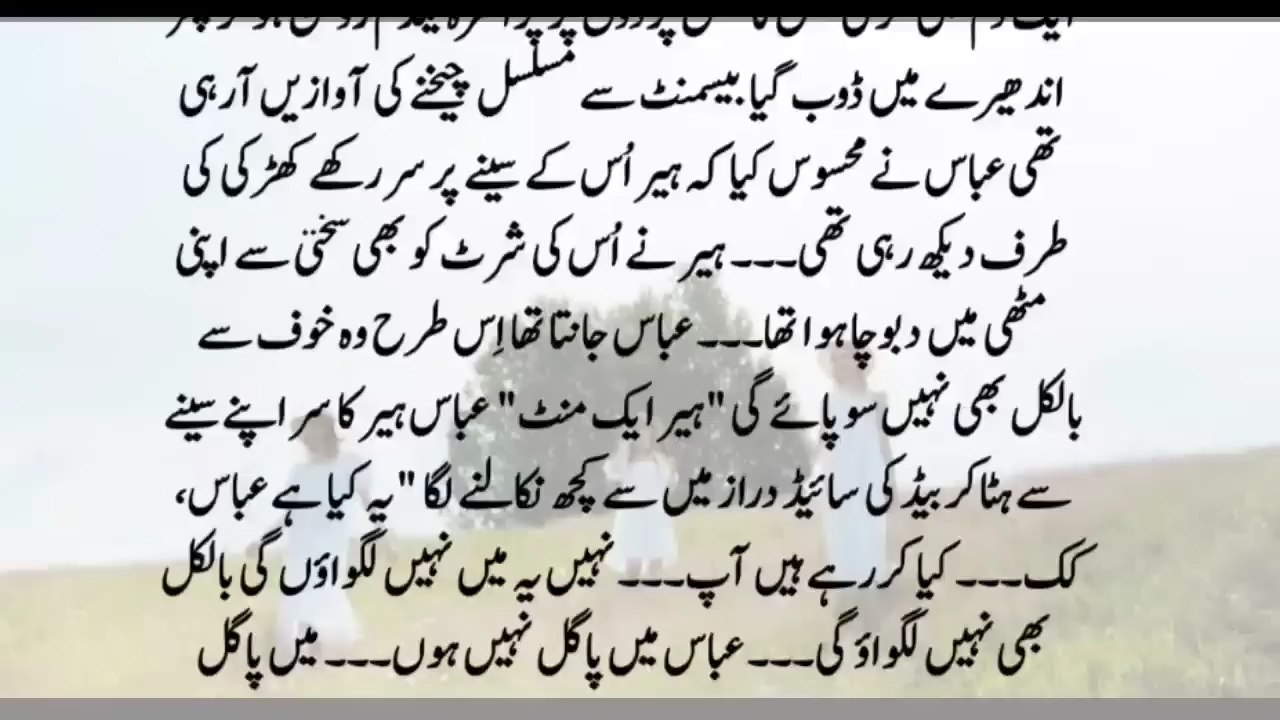 اندھیرے میں ڈوب گیا.بیسمنٹ سے مسلسل چیخنے کی آوازیں آرہی
تھی عباس نے محسوس کیا کہ ہیر اُس کے سینے پر سر رکھے کھڑکی کی
طرف دیکھ رہی تھی۔۔۔ ہیر نے اُس کی شرٹ کو بھی سختی سے اپنی
مٹھی میں دبوچا ہوا تھا۔۔۔ عباس جانتا تھا اِس طرح وہ خوف سے
بالکل بھی نہیں سو پائے گی "ہیر ایک منٹ" عباس ہیر کا سر اپنے سینے
سے ہٹا کر بیڈ کی سائیڈ دراز میں سے کچھ نکالنے لگا "یہ کیا ہے عباس،
کک۔۔۔ کیا کر رہے ہیں آپ۔۔۔ نہیں یہ میں نہیں لگواؤں گی بالکل
بھی نہیں لگواؤ گی۔۔۔ عباس میں پاگل نہیں ہوں۔۔۔ میں پاگل